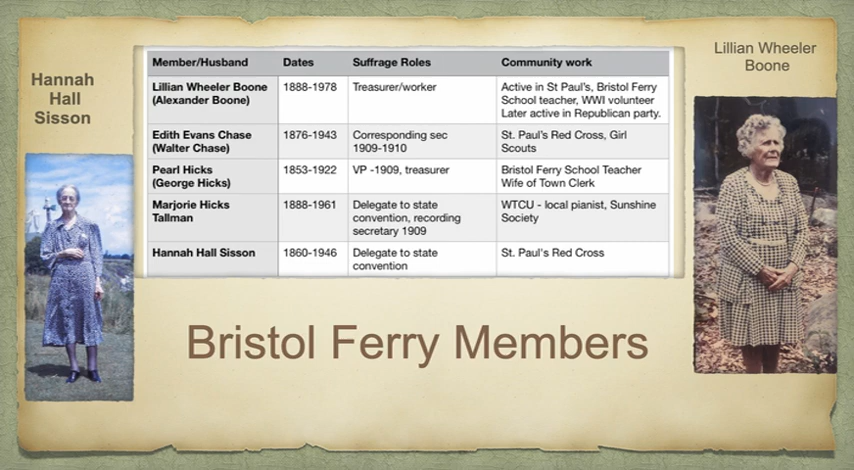 Hannah
Hall
Sisson
Lillian Wheeler
Boone
Member/Husband Dates Suffrage Roles Community work
Lillian Wheeler Boone 1888-1978 Treasurer/worker Active in St Paul's, Bristol Ferry
(Alexander Boone) School teacher, WWI volunteer
Later active in Republican party.
Edith Evans Chase 1876-1943 Corresponding sec St. Paul's Red Cross, Girl
(Walter Chase) 1909-1910 Scouts
Pearl Hicks 1853-1922 VP -1909, treasurer Bristol Ferry School Teacher
(George Hicks) Wife of Town Clerk
Marjorie Hicks 1888-1961 Delegate to state WTCU - local pianist, Sunshine
Tallman convention, recording Society
secretary 1909
Hannah Hall Sisson 1860-1946 Delegate to state St. Paul's Red Cross
convention
Bristol Ferry Members